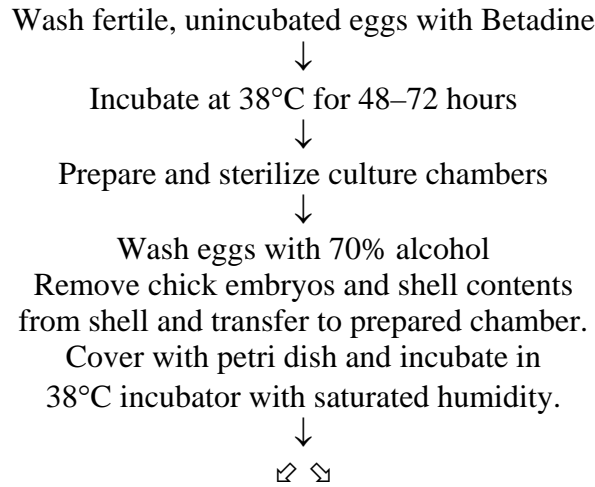 Wash fertile, unincubated eggs with Betadine
↓
Incubate at 38°C for 48–72 hours
↓
Prepare and sterilize culture chambers
↓
Wash eggs with 70% alcohol
Remove chick embryos and shell contents
from shell and transfer to prepared chamber.
Cover with petri dish and incubate in
38°C incubator with saturated humidity.
↓
⬃ ⬂